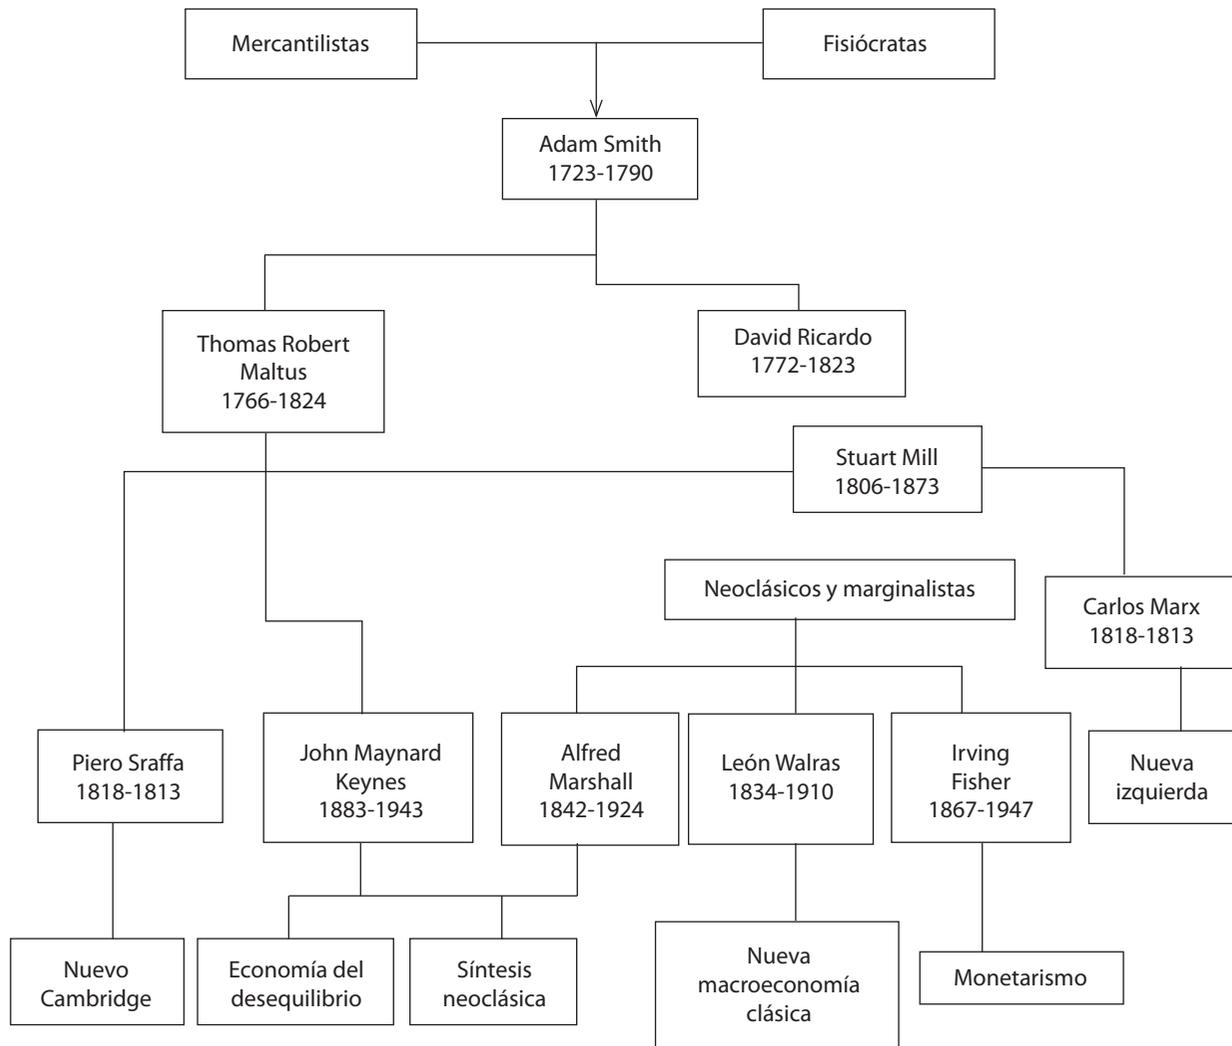 Mercantilistas
Fisiócratas
Adam Smith
1723-1790
Thomas Robert
Maltus
1766-1824
David Ricardo
1772-1823
Stuart Mill
1806-1873
Neoclásicos y marginalistas
Carlos Marx
1818-1813
Piero Sraffa
1818-1813
John Maynard
Keynes
1883-1943
Alfred
Marshall
1842-1924
León Walras
1834-1910
Irving
Fisher
1867-1947
Nueva
izquierda
Nuevo
Cambridge
Economía del
desequilibrio
Síntesis
neoclásica
Nueva
macroeconomía
clásica
Monetarismo